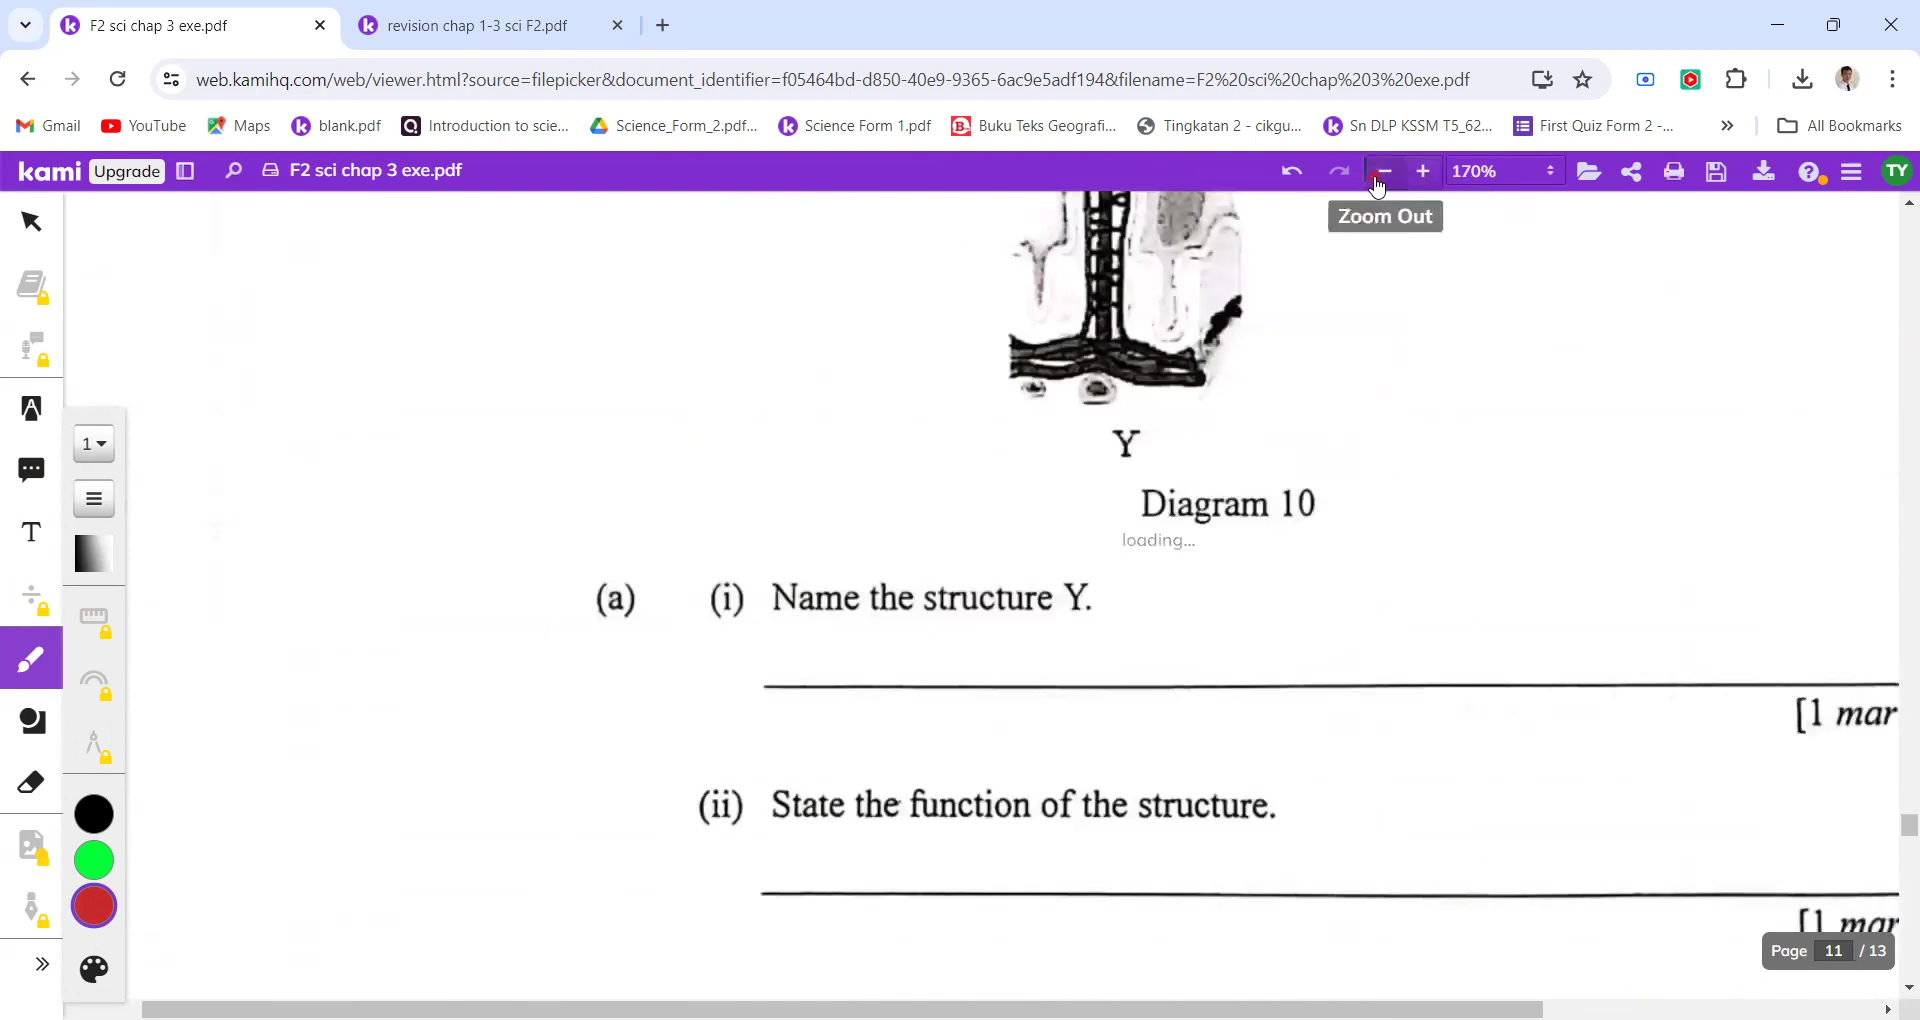 F2 sci chap 3 exe.pdf
revision chap 1-3 sci F2.pdf
web.kamihq.com/web/viewer.html?source=filepicker&document_identifier=f05464bd-d850-40e9-9365-6ac9e5adf194&filename=F2%20sci%20chap%203%20exe.pdf
Gmail YouTube Maps blank.pdf Introduction to scie... Science_Form_2.pdf... Science Form 1.pdf Buku Teks Geografi... Tingkatan 2 - cikgu... Sn DLP KSSM T5_62... First Quiz Form 2 -... All Bookmarks
kami Upgrade F2 sci chap 3 exe.pdf 170% TY
Zoom Out
Y
Diagram 10
loading...
(a) (i) Name the structure Y.
[1 mar
(ii) State the function of the structure.
[1 mar
1
T
Page 11 / 13